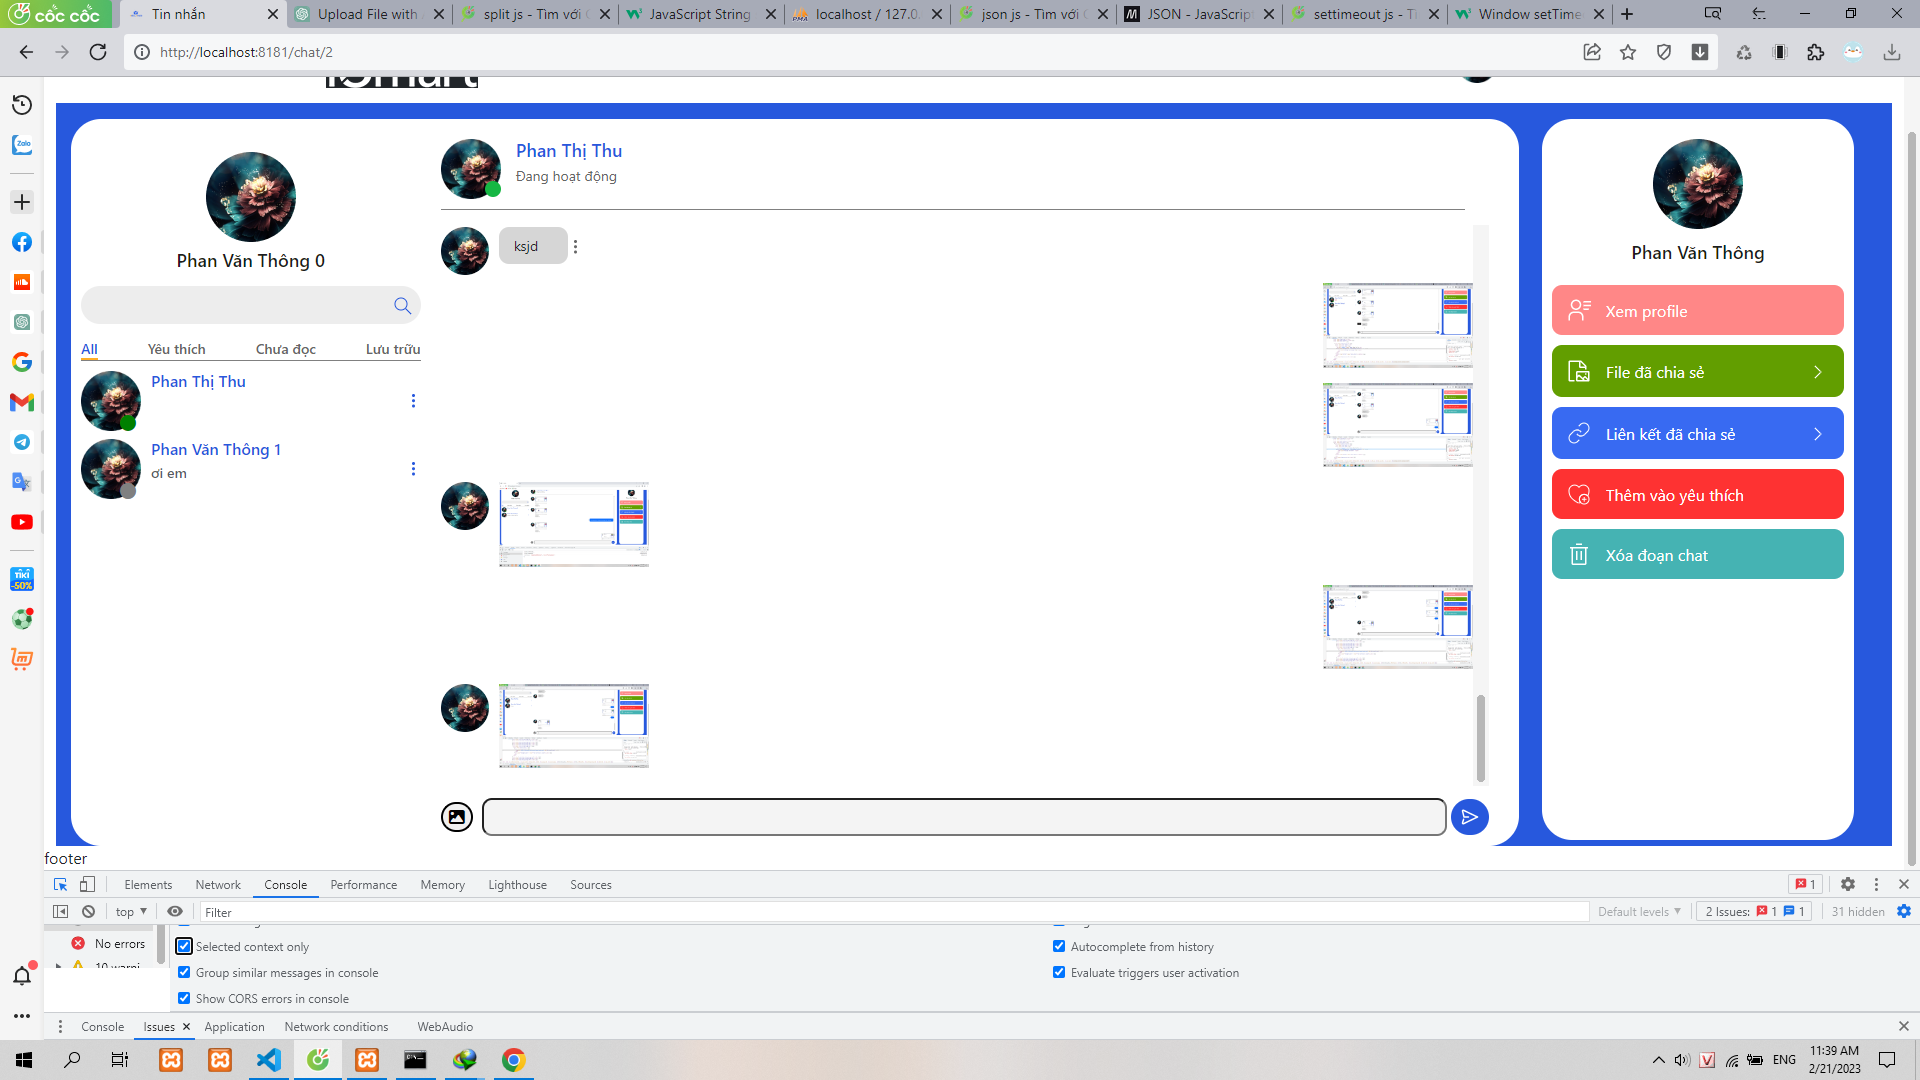 cốc cốc
Tin nhắn
Upload File with A
split js - Tìm với C
JavaScript String
localhost / 127.0.
json js - Tìm với C
JSON - JavaScript
settimeout js - Tì
Window setTime
http://localhost:8181/chat/2
Zalo
Phan Văn Thông 0
All
Yêu thích
Chưa đọc
Lưu trữu
Phan Thị Thu
Phan Văn Thông 1
ơi em
Phan Thị Thu
Đang hoạt động
ksjd
Phan Văn Thông
Xem profile
File đã chia sẻ
Liên kết đã chia sẻ
Thêm vào yêu thích
Xóa đoạn chat
TIKI
-50%
footer
Elements
Network
Console
Performance
Memory
Lighthouse
Sources
1
top
Filter
Default levels
2 Issues:
1
1
31 hidden
No errors
10 warni
Selected context only
Autocomplete from history
Group similar messages in console
Evaluate triggers user activation
Show CORS errors in console
Console
Issues
Application
Network conditions
WebAudio
ENG
11:39 AM
2/21/2023